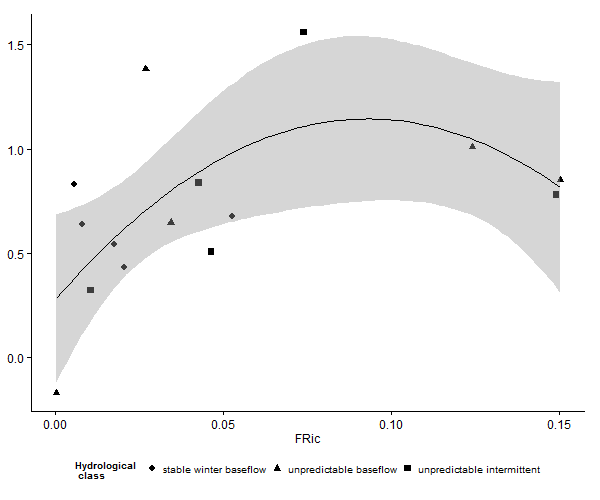 1.5
1.0
0.5
0.0
0.00 0.05 0.10 0.15
FRic
Hydrological
class
stable winter baseflow unpredictable baseflow unpredictable intermittent